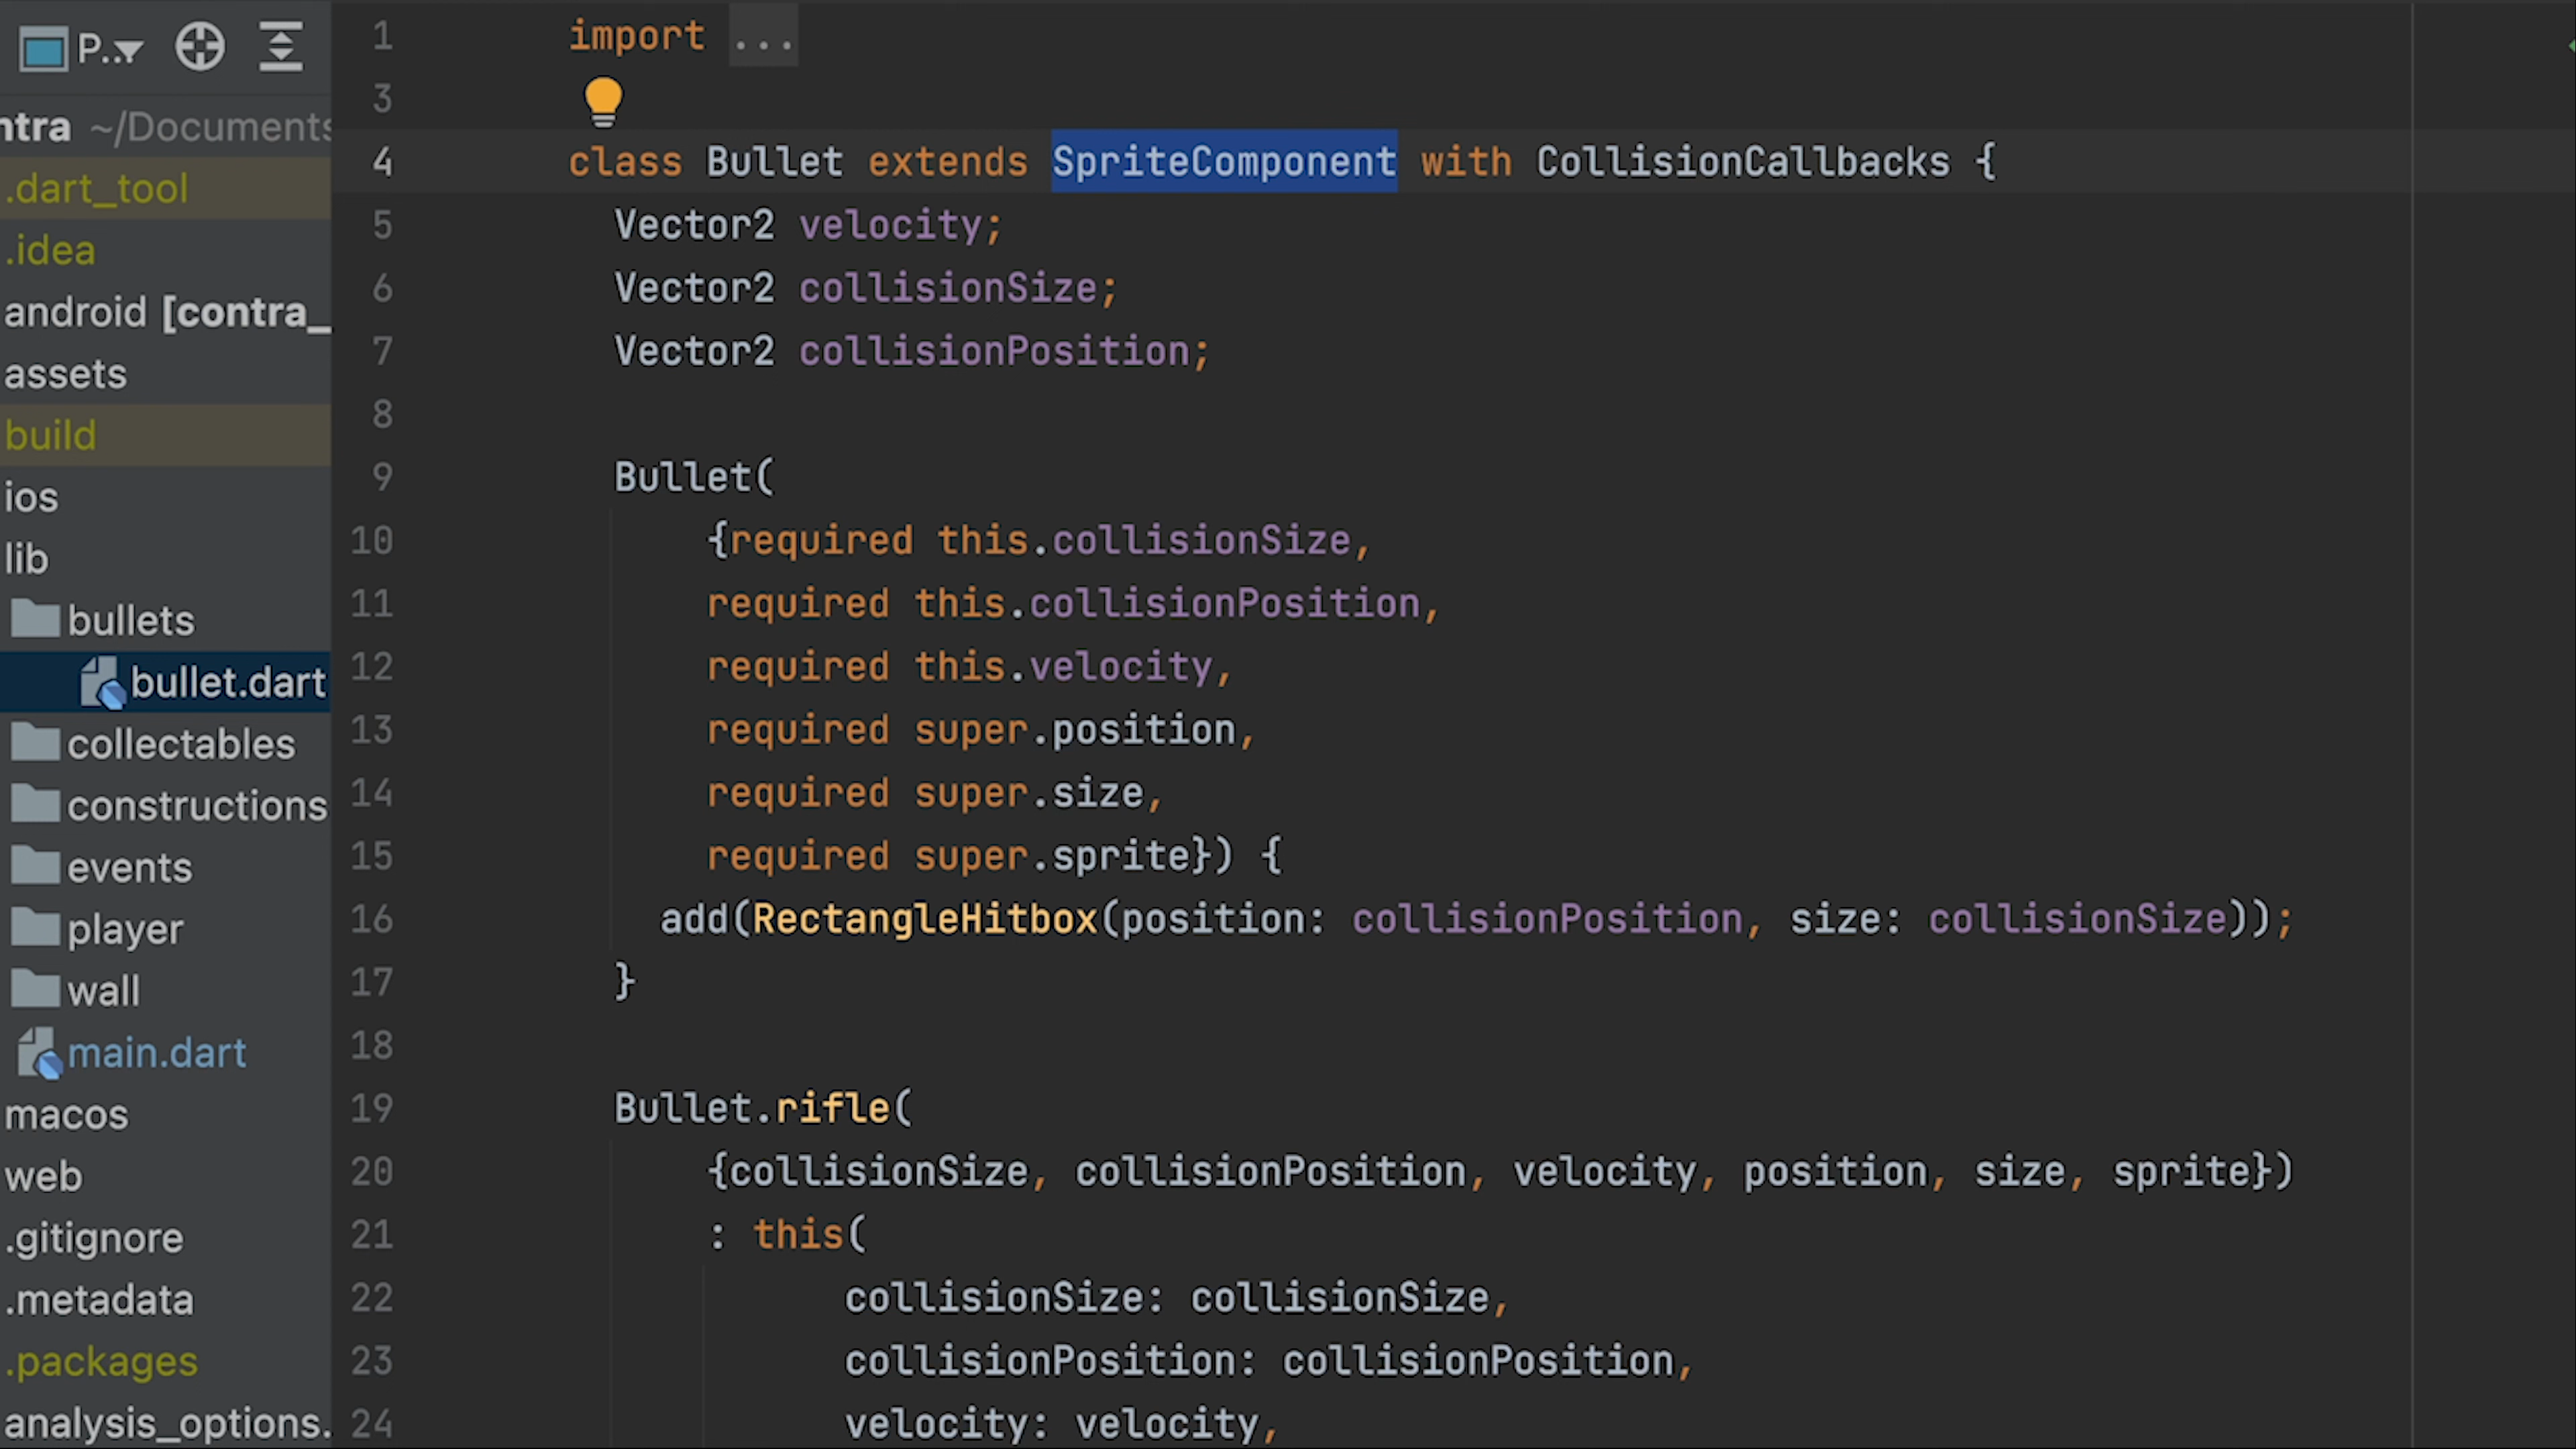 P...
ntra ~/Documents
.dart_tool
.idea
android [contra_
assets
build
ios
lib
bullets
bullet.dart
collectables
constructions
events
player
wall
main.dart
macos
web
.gitignore
.metadata
.packages
analysis_options.
1 import ...
3
4 class Bullet extends SpriteComponent with CollisionCallbacks {
5 Vector2 velocity;
6 Vector2 collisionSize;
7 Vector2 collisionPosition;
8
9 Bullet(
10 {required this.collisionSize,
11 required this.collisionPosition,
12 required this.velocity,
13 required super.position,
14 required super.size,
15 required super.sprite}) {
16 add(RectangleHitbox(position: collisionPosition, size: collisionSize));
17 }
18
19 Bullet.rifle(
20 {collisionSize, collisionPosition, velocity, position, size, sprite})
21 : this(
22 collisionSize: collisionSize,
23 collisionPosition: collisionPosition,
24 velocity: velocity,